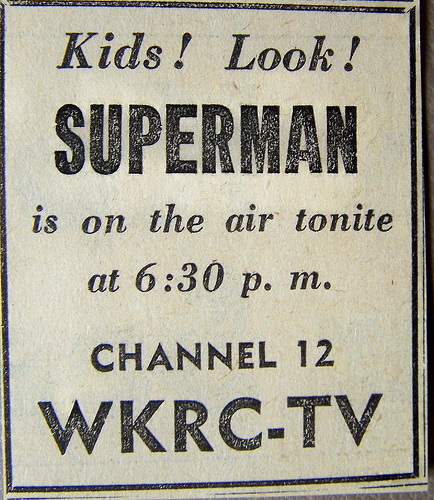 Kids! Look!
SUPERMAN
is on the air tonite
at 6:30 p. m.
CHANNEL 12
WKRC-TV